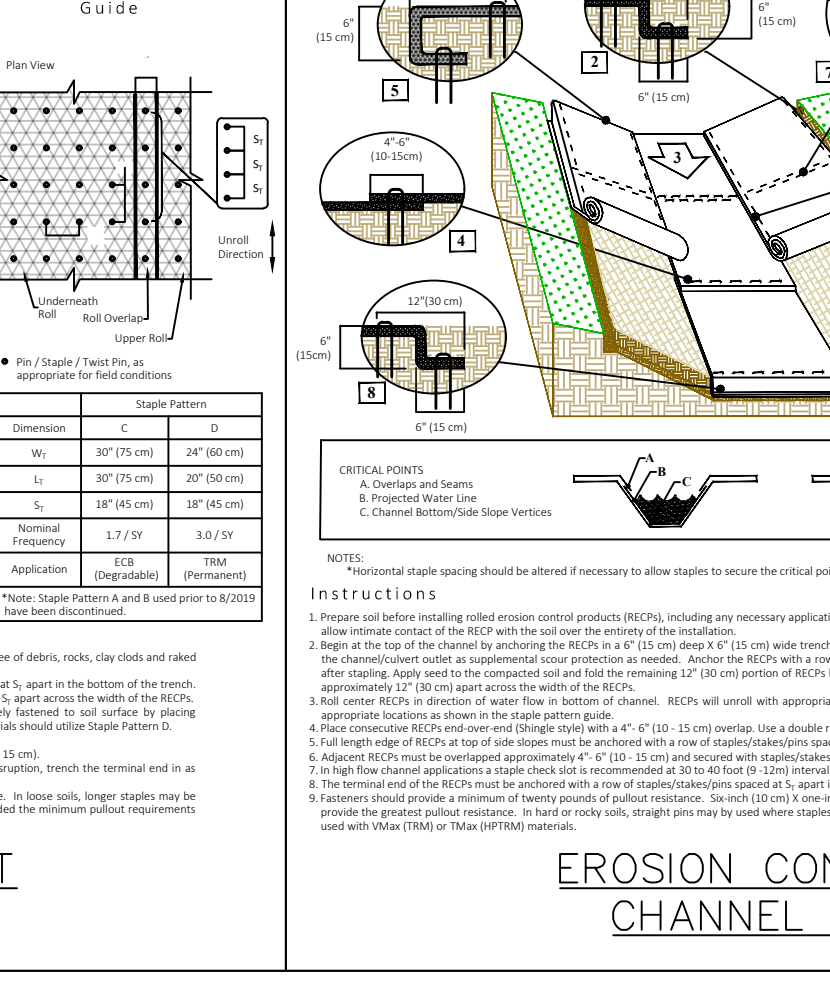 Guide
Plan View
S_T
S_T
S_T
Unroll
Direction
Underneath
Roll
Roll Overlap
Upper Roll
Pin / Staple / Twist Pin, as
appropriate for field conditions
Staple Pattern
Dimension C D
W_T 30" (75 cm) 24" (60 cm)
L_T 30" (75 cm) 20" (50 cm)
S_T 18" (45 cm) 18" (45 cm)
Nominal
Frequency 1.7 / SY 3.0 / SY
Application ECB
(Degradable) TRM
(Permanent)
*Note: Staple Pattern A and B used prior to 8/2019
have been discontinued.
ee of debris, rocks, clay clods and raked
at S_T apart in the bottom of the trench.
S_T apart across the width of the RECPs.
ely fastened to soil surface by placing
ials should utilize Staple Pattern D.
15 cm).
sruption, trench the terminal end in as
e. In loose soils, longer staples may be
ded the minimum pullout requirements
T
6"
(15 cm)
5
2
6"
(15 cm)
6" (15 cm)
7
4"-6"
(10-15cm)
3
4
12"(30 cm)
6"
(15cm)
8
6" (15 cm)
CRITICAL POINTS
A. Overlaps and Seams
B. Projected Water Line
C. Channel Bottom/Side Slope Vertices
A
B
C
NOTES:
*Horizontal staple spacing should be altered if necessary to allow staples to secure the critical poi
Instructions
1. Prepare soil before installing rolled erosion control products (RECPs), including any necessary applicati
allow intimate contact of the RECP with the soil over the entirety of the installation.
2. Begin at the top of the channel by anchoring the RECPs in a 6" (15 cm) deep X 6" (15 cm) wide trench
the channel/culvert outlet as supplemental scour protection as needed. Anchor the RECPs with a row
after stapling. Apply seed to the compacted soil and fold the remaining 12" (30 cm) portion of RECPs
approximately 12" (30 cm) apart across the width of the RECPs.
3. Roll center RECPs in direction of water flow in bottom of channel. RECPs will unroll with appropria
appropriate locations as shown in the staple pattern guide.
4. Place consecutive RECPs end-over-end (Shingle style) with a 4"- 6" (10 - 15 cm) overlap. Use a double r
5. Full length edge of RECPs at top of side slopes must be anchored with a row of staples/stakes/pins spac
6. Adjacent RECPs must be overlapped approximately 4"- 6" (10 - 15 cm) and secured with staples/stakes
7. In high flow channel applications a staple check slot is recommended at 30 to 40 foot (9 -12m) interval
8. The terminal end of the RECPs must be anchored with a row of staples/stakes/pins spaced at S_T apart i
9. Fasteners should provide a minimum of twenty pounds of pullout resistance. Six-inch (10 cm) X one-i
provide the greatest pullout resistance. In hard or rocky soils, straight pins may by used where staples
used with VMax (TRM) or TMax (HPTRM) materials.
EROSION CON
CHANNEL